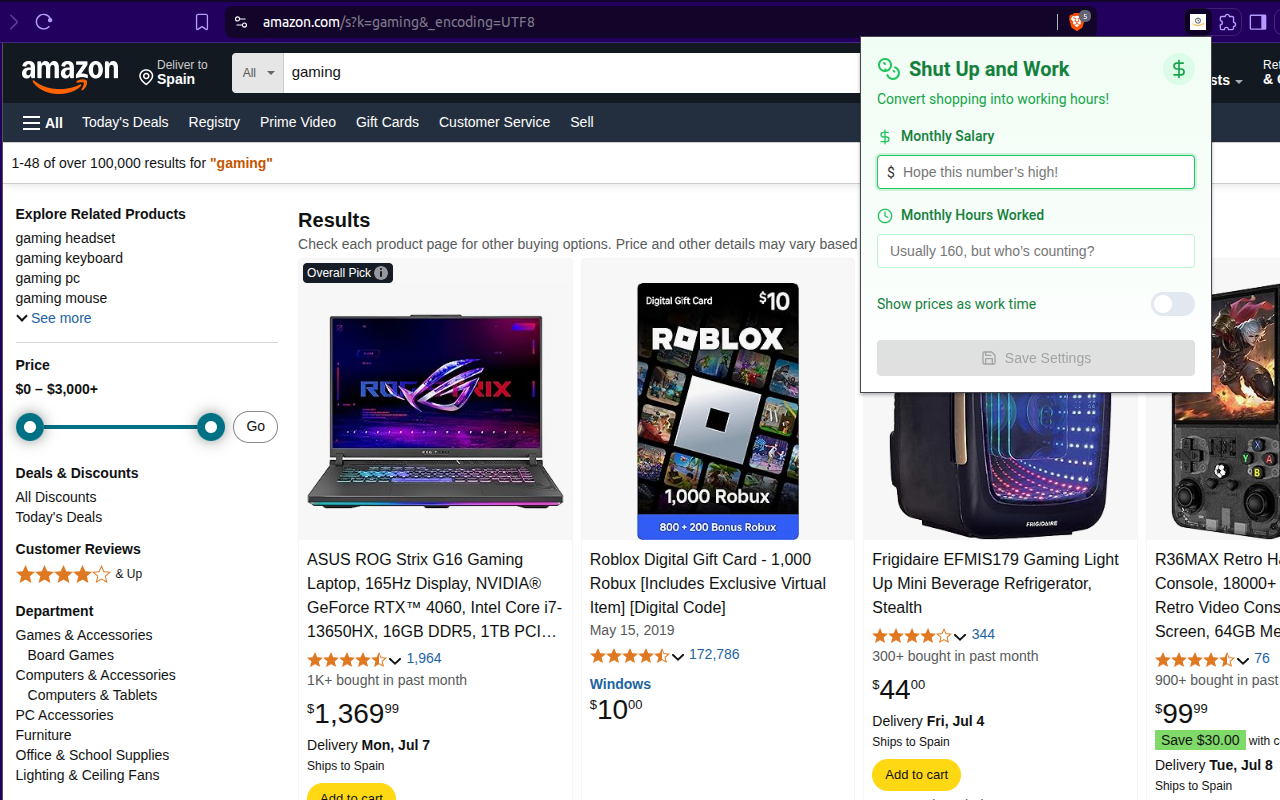 amazon.com/s?k=gaming&_encoding=UTF8
5
amazon
Deliver to
Spain
All
gaming
All
Today's Deals
Registry
Prime Video
Gift Cards
Customer Service
Sell
Shut Up and Work
$
Convert shopping into working hours!
$ Monthly Salary
$ Hope this number's high!
Monthly Hours Worked
Usually 160, but who's counting?
Show prices as work time
Save Settings
1-48 of over 100,000 results for "gaming"
Explore Related Products
gaming headset
gaming keyboard
gaming pc
gaming mouse
See more
Price
$0 – $3,000+
Go
Deals & Discounts
All Discounts
Today's Deals
Customer Reviews
& Up
Department
Games & Accessories
Board Games
Computers & Accessories
Computers & Tablets
PC Accessories
Furniture
Office & School Supplies
Lighting & Ceiling Fans
Results
Check each product page for other buying options. Price and other details may vary based
Overall Pick
ASUS ROG Strix G16 Gaming
Laptop, 165Hz Display, NVIDIA®
GeForce RTX™ 4060, Intel Core i7-
13650HX, 16GB DDR5, 1TB PCI…
1,964
1K+ bought in past month
$1,369.99
Delivery Mon, Jul 7
Ships to Spain
Add to cart
Digital Gift Card
$10
ROBLOX
1,000 Robux
800 + 200 Bonus Robux
Roblox Digital Gift Card - 1,000
Robux [Includes Exclusive Virtual
Item] [Digital Code]
May 15, 2019
172,786
Windows
$10.00
FRIGIDAIRE
Frigidaire EFMIS179 Gaming Light
Up Mini Beverage Refrigerator,
Stealth
344
300+ bought in past month
$44.00
Delivery Fri, Jul 4
Ships to Spain
Add to cart
X
Y
A
B
R36MAX Retro
Console, 18000+
Retro Video
Screen, 64GB
76
900+ bought in past
$99.99
Save $30.00 with
Delivery Tue, Jul 8
Ships to Spain